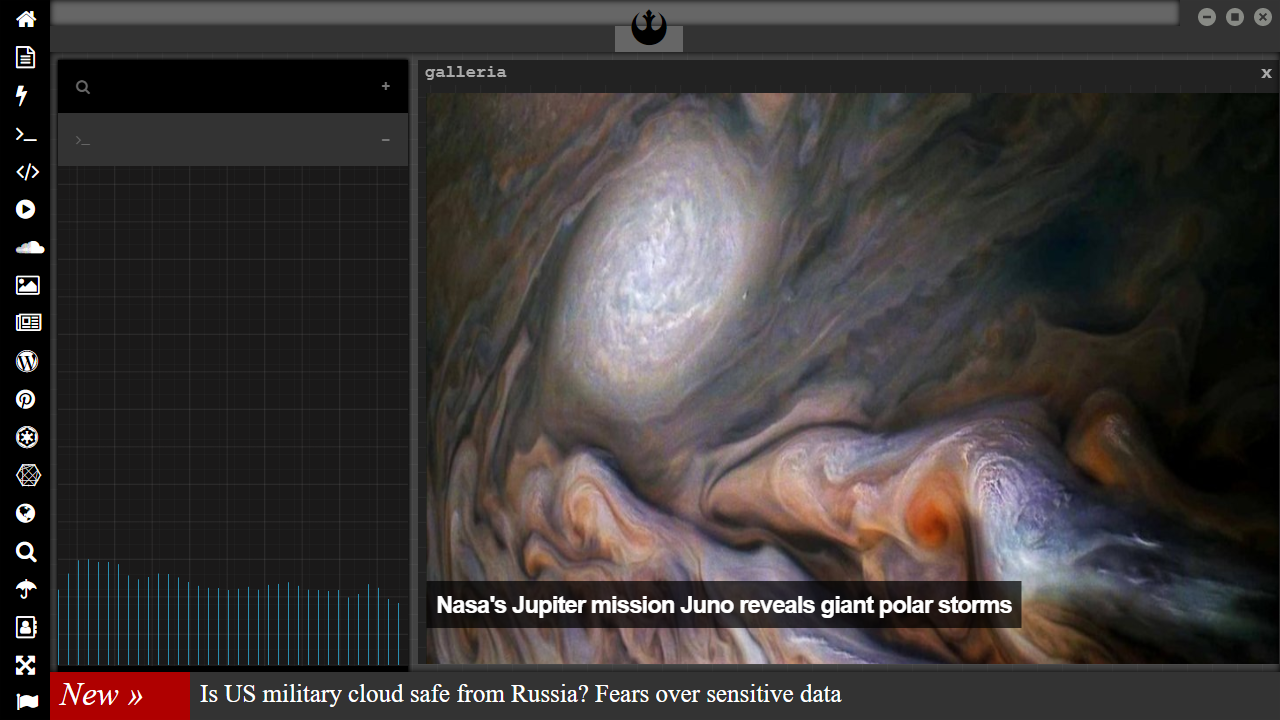 galleria
x
Nasa's Jupiter mission Juno reveals giant polar storms
New » Is US military cloud safe from Russia? Fears over sensitive data